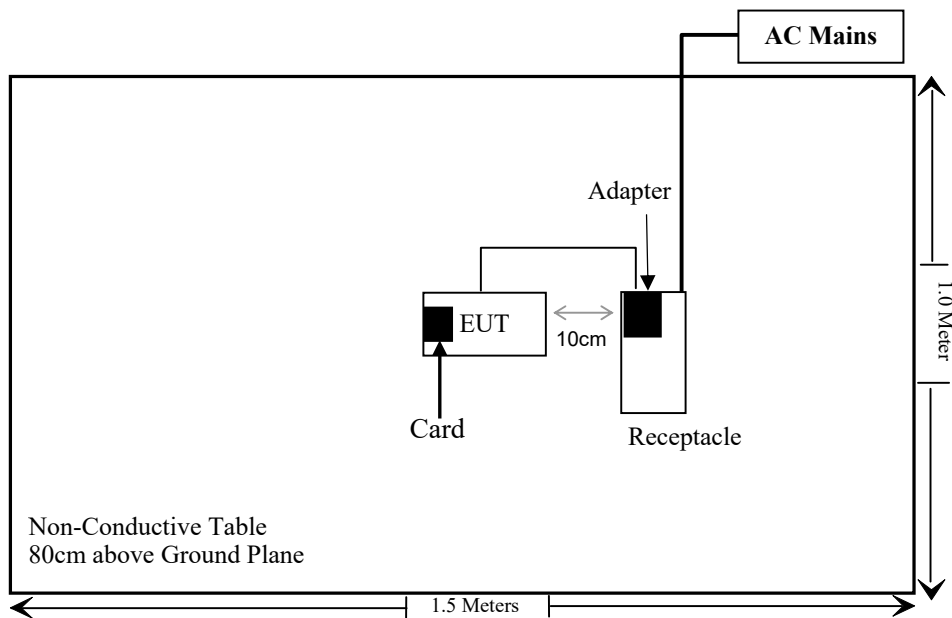 AC Mains
Adapter
EUT
10cm
Card
Receptacle
1.0 Meter
Non-Conductive Table
80cm above Ground Plane
1.5 Meters